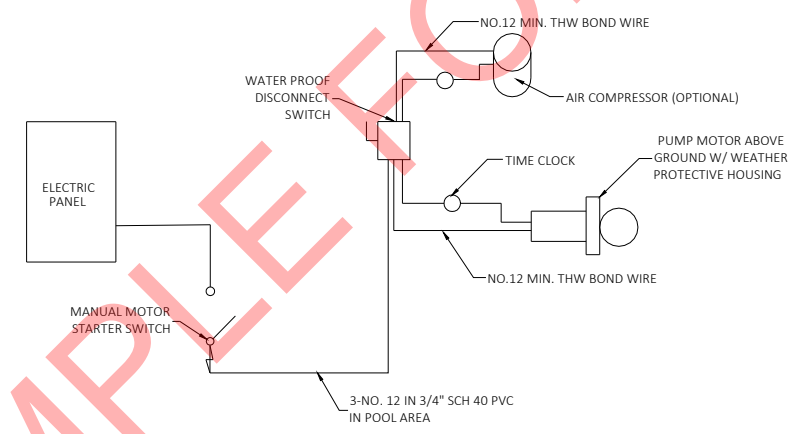 NO.12 MIN. THW BOND WIRE
WATER PROOF
DISCONNECT
SWITCH
AIR COMPRESSOR (OPTIONAL)
PUMP MOTOR ABOVE
GROUND W/ WEATHER
PROTECTIVE HOUSING
TIME CLOCK
ELECTRIC
PANEL
NO.12 MIN. THW BOND WIRE
MANUAL MOTOR
STARTER SWITCH
3-NO. 12 IN 3/4" SCH 40 PVC
IN POOL AREA
MPLE FO